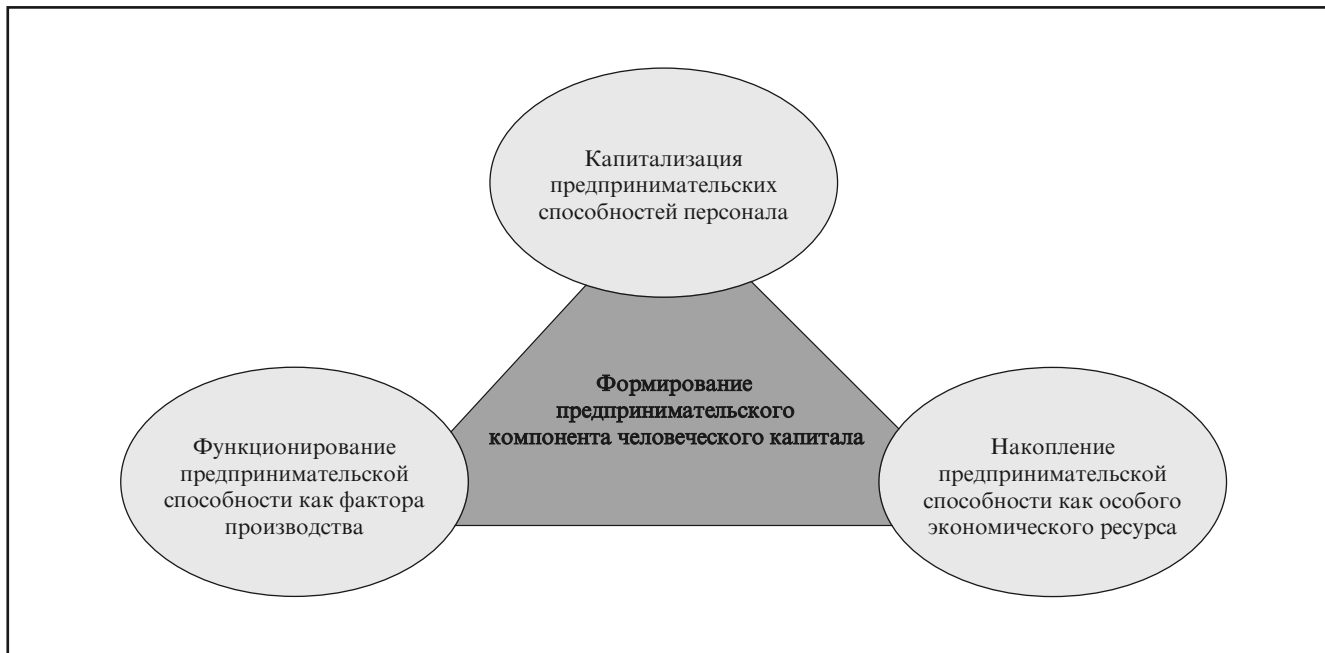 Капитализация
предпринимательских
способностей персонала
Формирование
предпринимательского
компонента человеческого капитала
Функционирование
предпринимательской
способности как фактора
производства
Накопление
предпринимательской
способности как особого
экономического ресурса